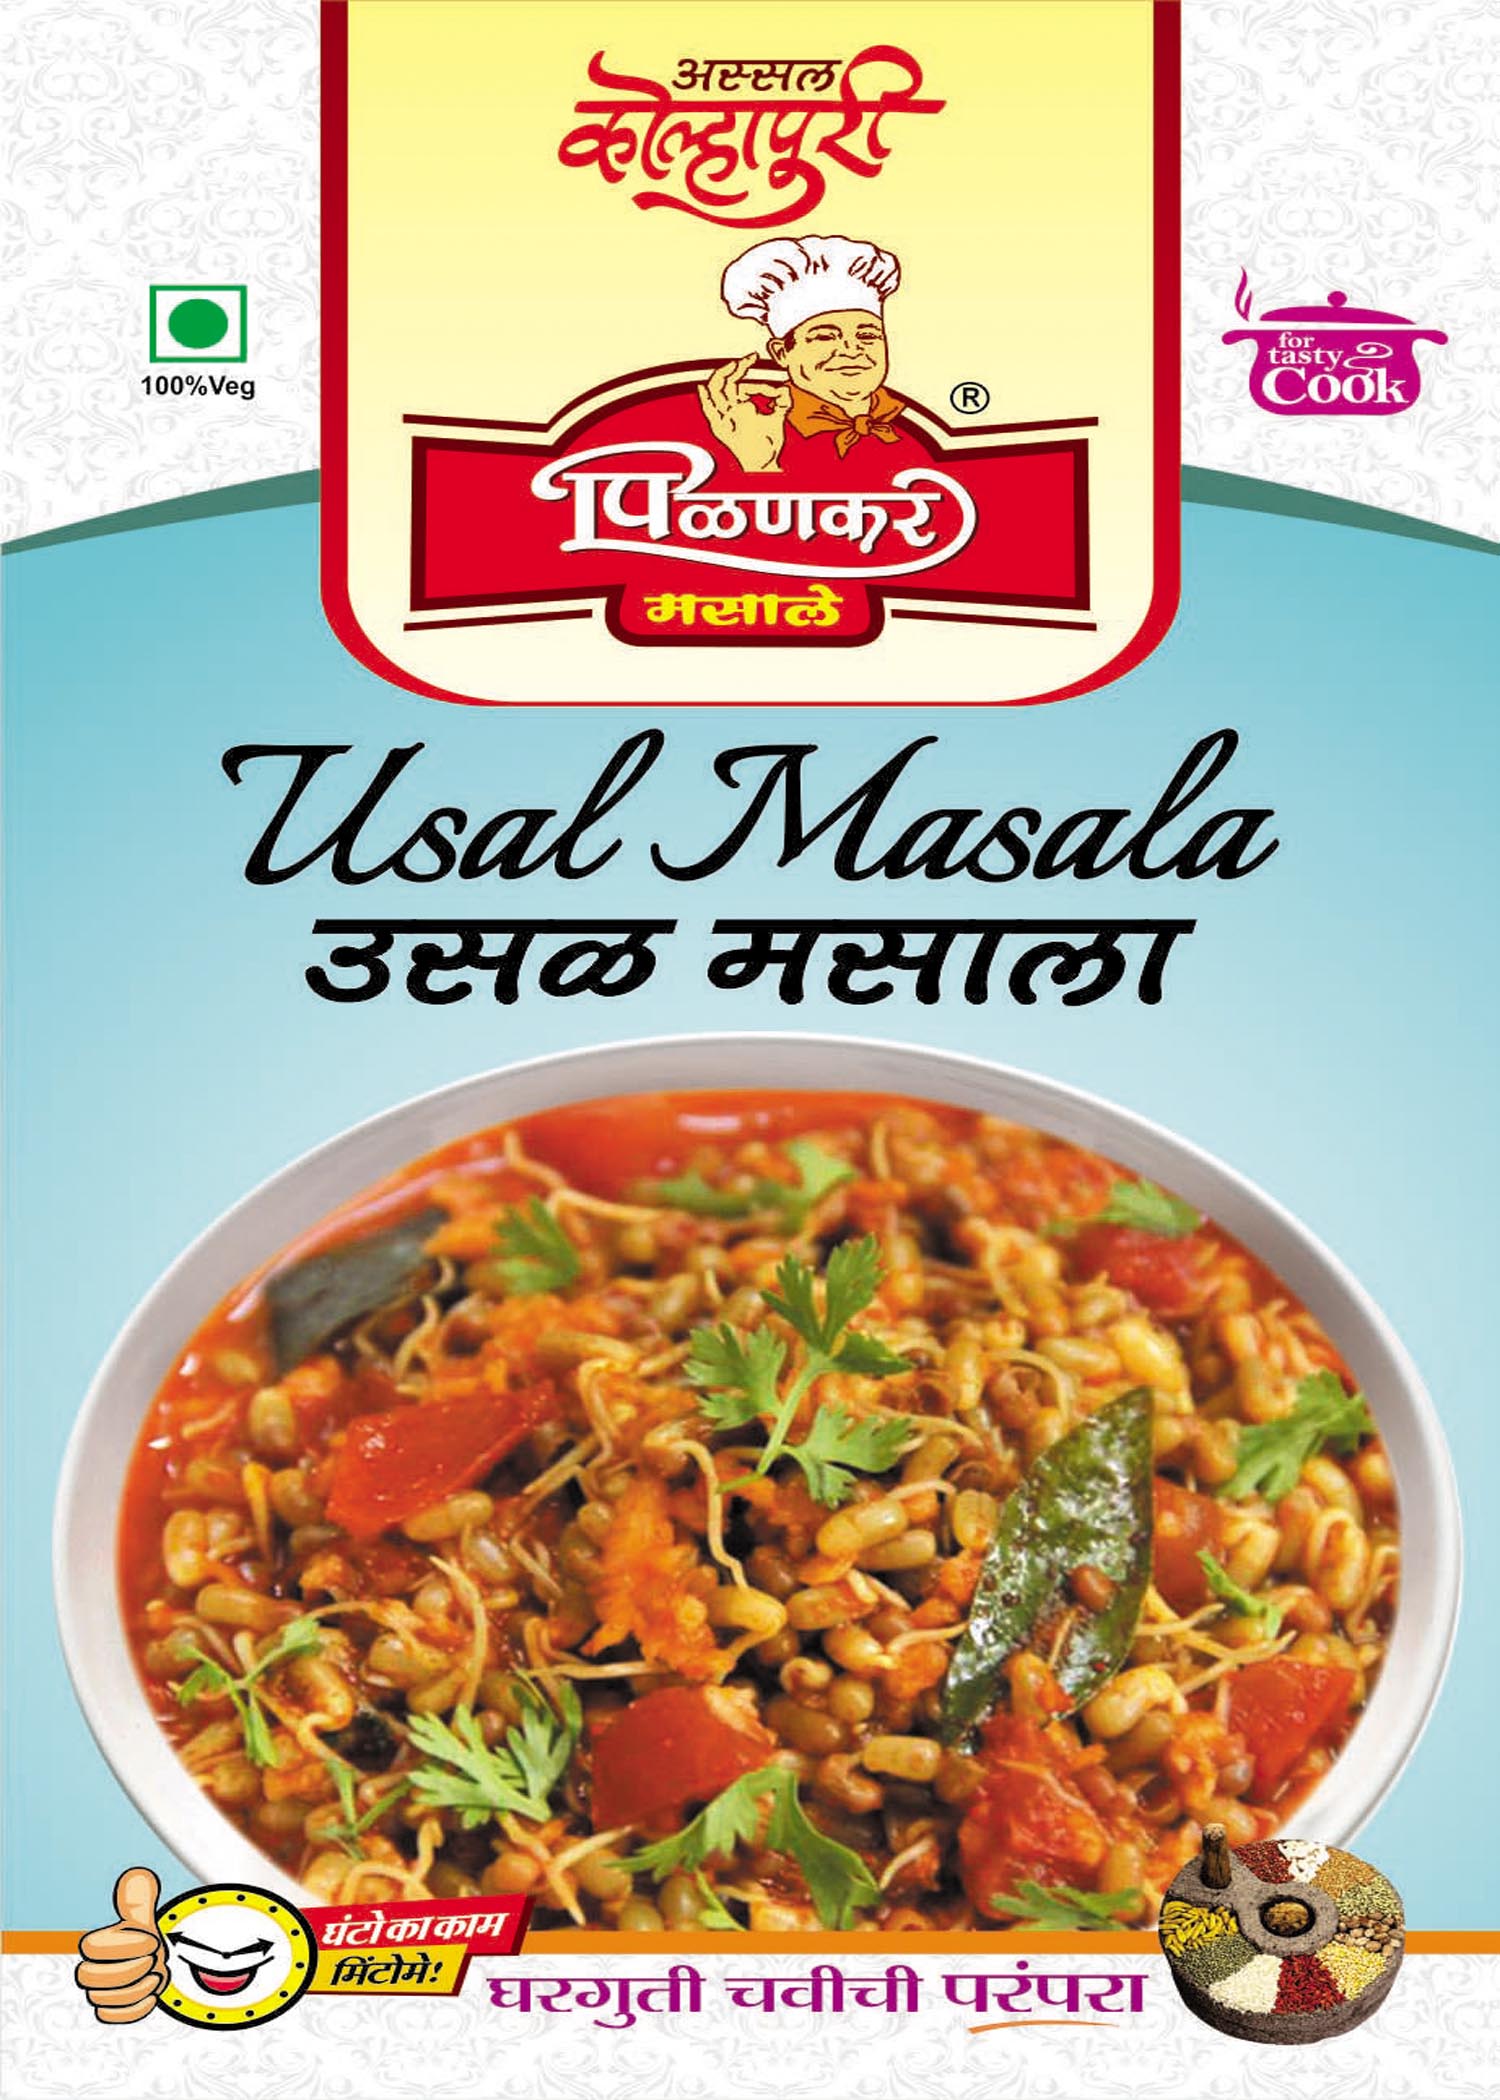 अस्सल
कोल्हापुरी
100%Veg
for
tasty
Cook
®
पिळणकर
मसाले
Usal Masala
उसळ मसाला
घंटो का काम
मिंटोमे!
घरगुती चवीची परंपरा